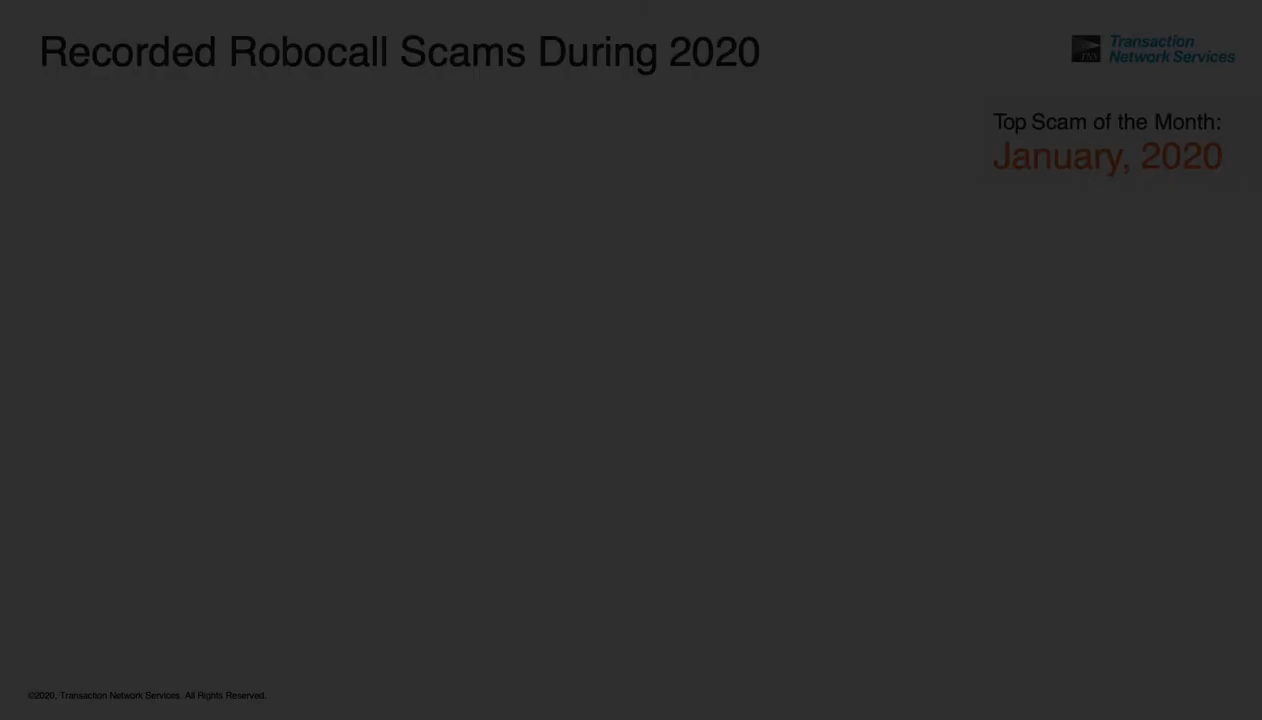 Recorded Robocall Scams During 2020
TNS
Transaction
Network Services
Top Scam of the Month:
January, 2020
©2020, Transaction Network Services. All Rights Reserved.